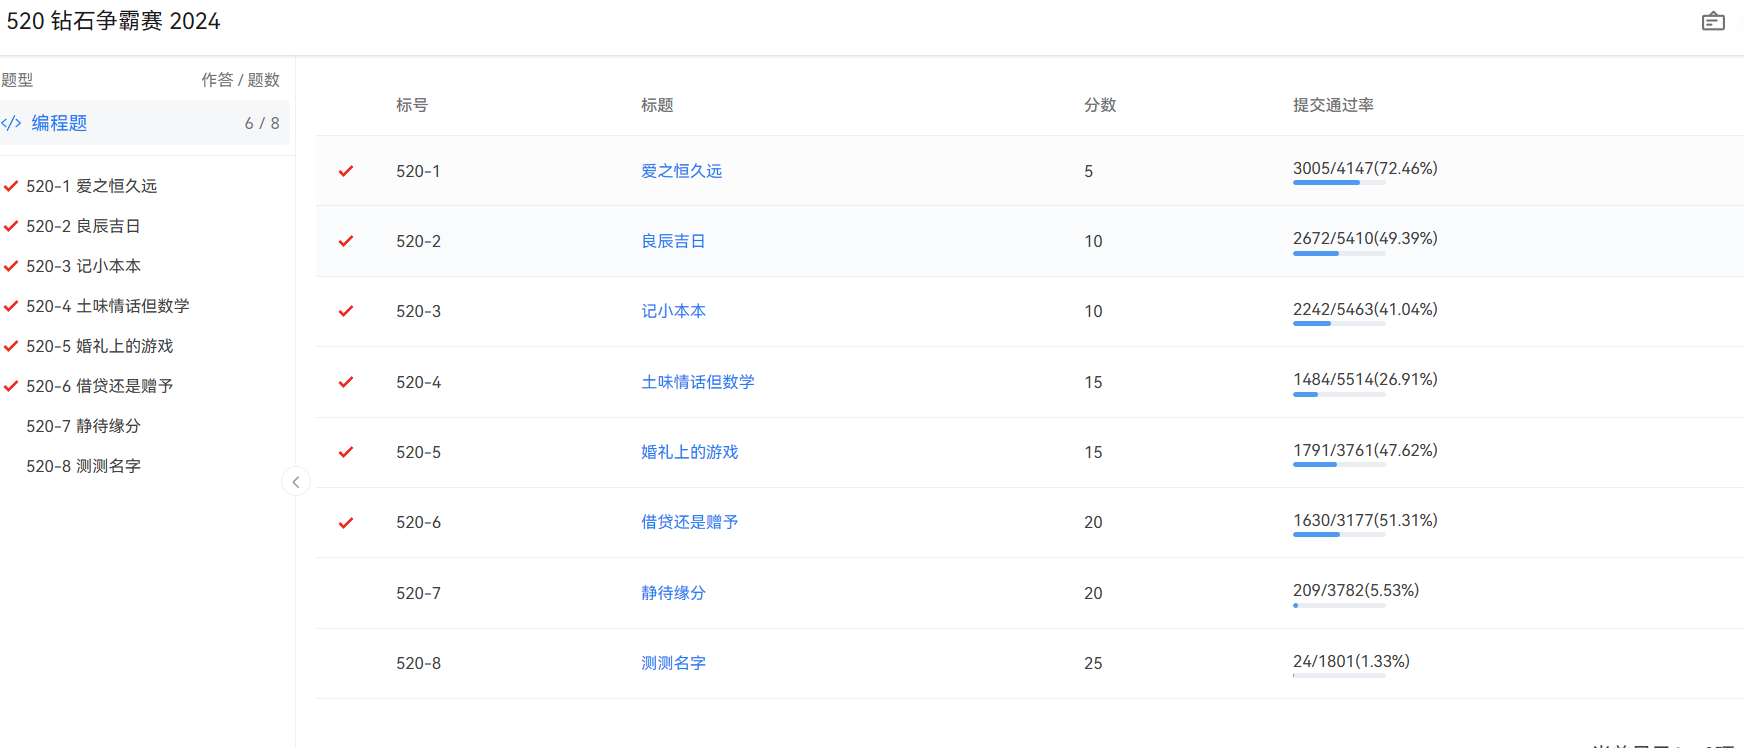 520 钻石争霸赛 2024
题型 作答 / 题数
编程题 6 / 8
520-1 爱之恒久远
520-2 良辰吉日
520-3 记小本本
520-4 土味情话但数学
520-5 婚礼上的游戏
520-6 借贷还是赠予
520-7 静待缘分
520-8 测测名字
标号 标题 分数 提交通过率
520-1 爱之恒久远 5 3005/4147(72.46%)
520-2 良辰吉日 10 2672/5410(49.39%)
520-3 记小本本 10 2242/5463(41.04%)
520-4 土味情话但数学 15 1484/5514(26.91%)
520-5 婚礼上的游戏 15 1791/3761(47.62%)
520-6 借贷还是赠予 20 1630/3177(51.31%)
520-7 静待缘分 20 209/3782(5.53%)
520-8 测测名字 25 24/1801(1.33%)